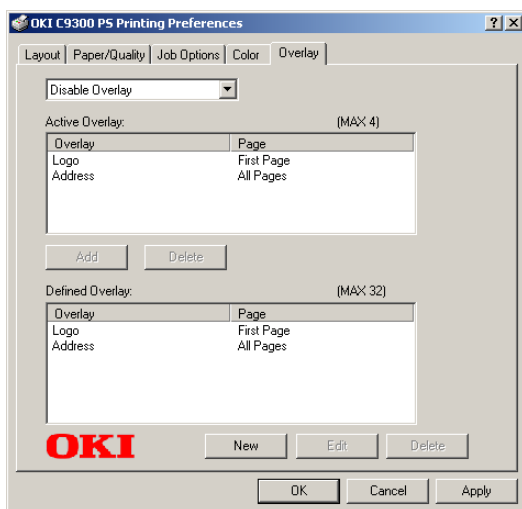 OKI C9300 PS Printing Preferences
Layout Paper/Quality Job Options Color Overlay
Disable Overlay
Active Overlay: (MAX 4)
Overlay Page
Logo First Page
Address All Pages
Add Delete
Defined Overlay: (MAX 32)
Overlay Page
Logo First Page
Address All Pages
OKI New Edit Delete
OK Cancel Apply